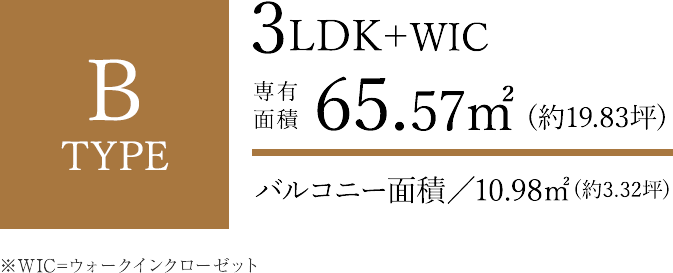 B
TYPE
3LDK+WIC
専有
面積
65.57㎡（約19.83坪）
バルコニー面積／10.98㎡（約3.32坪）
※WIC=ウォークインクローゼット